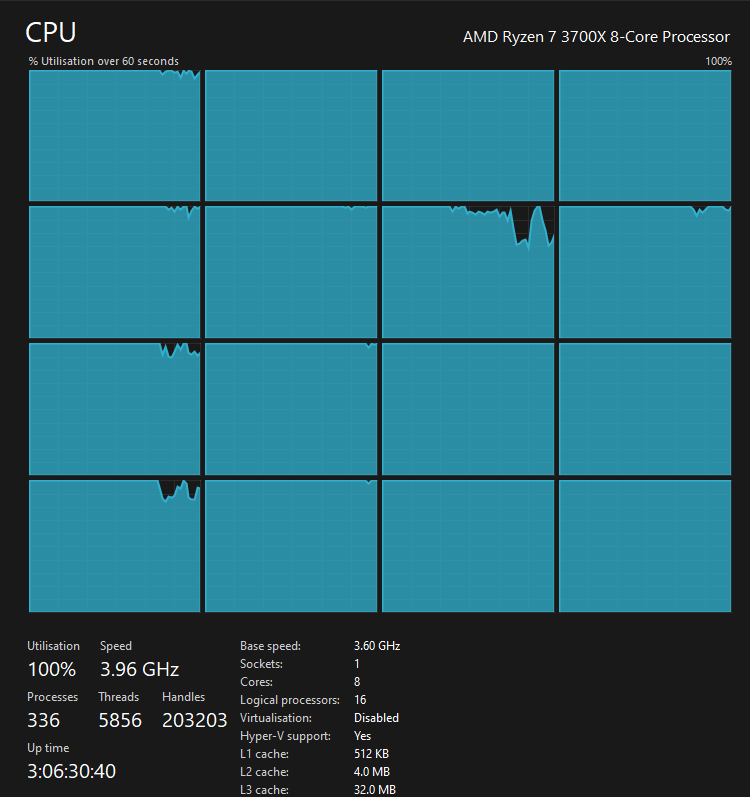 CPU
AMD Ryzen 7 3700X 8-Core Processor
% Utilisation over 60 seconds
100%
Utilisation
Speed
100%
3.96 GHz
Processes
Threads
Handles
336
5856
203203
Up time
3:06:30:40
Base speed: 3.60 GHz
Sockets: 1
Cores: 8
Logical processors: 16
Virtualisation: Disabled
Hyper-V support: Yes
L1 cache: 512 KB
L2 cache: 4.0 MB
L3 cache: 32.0 MB